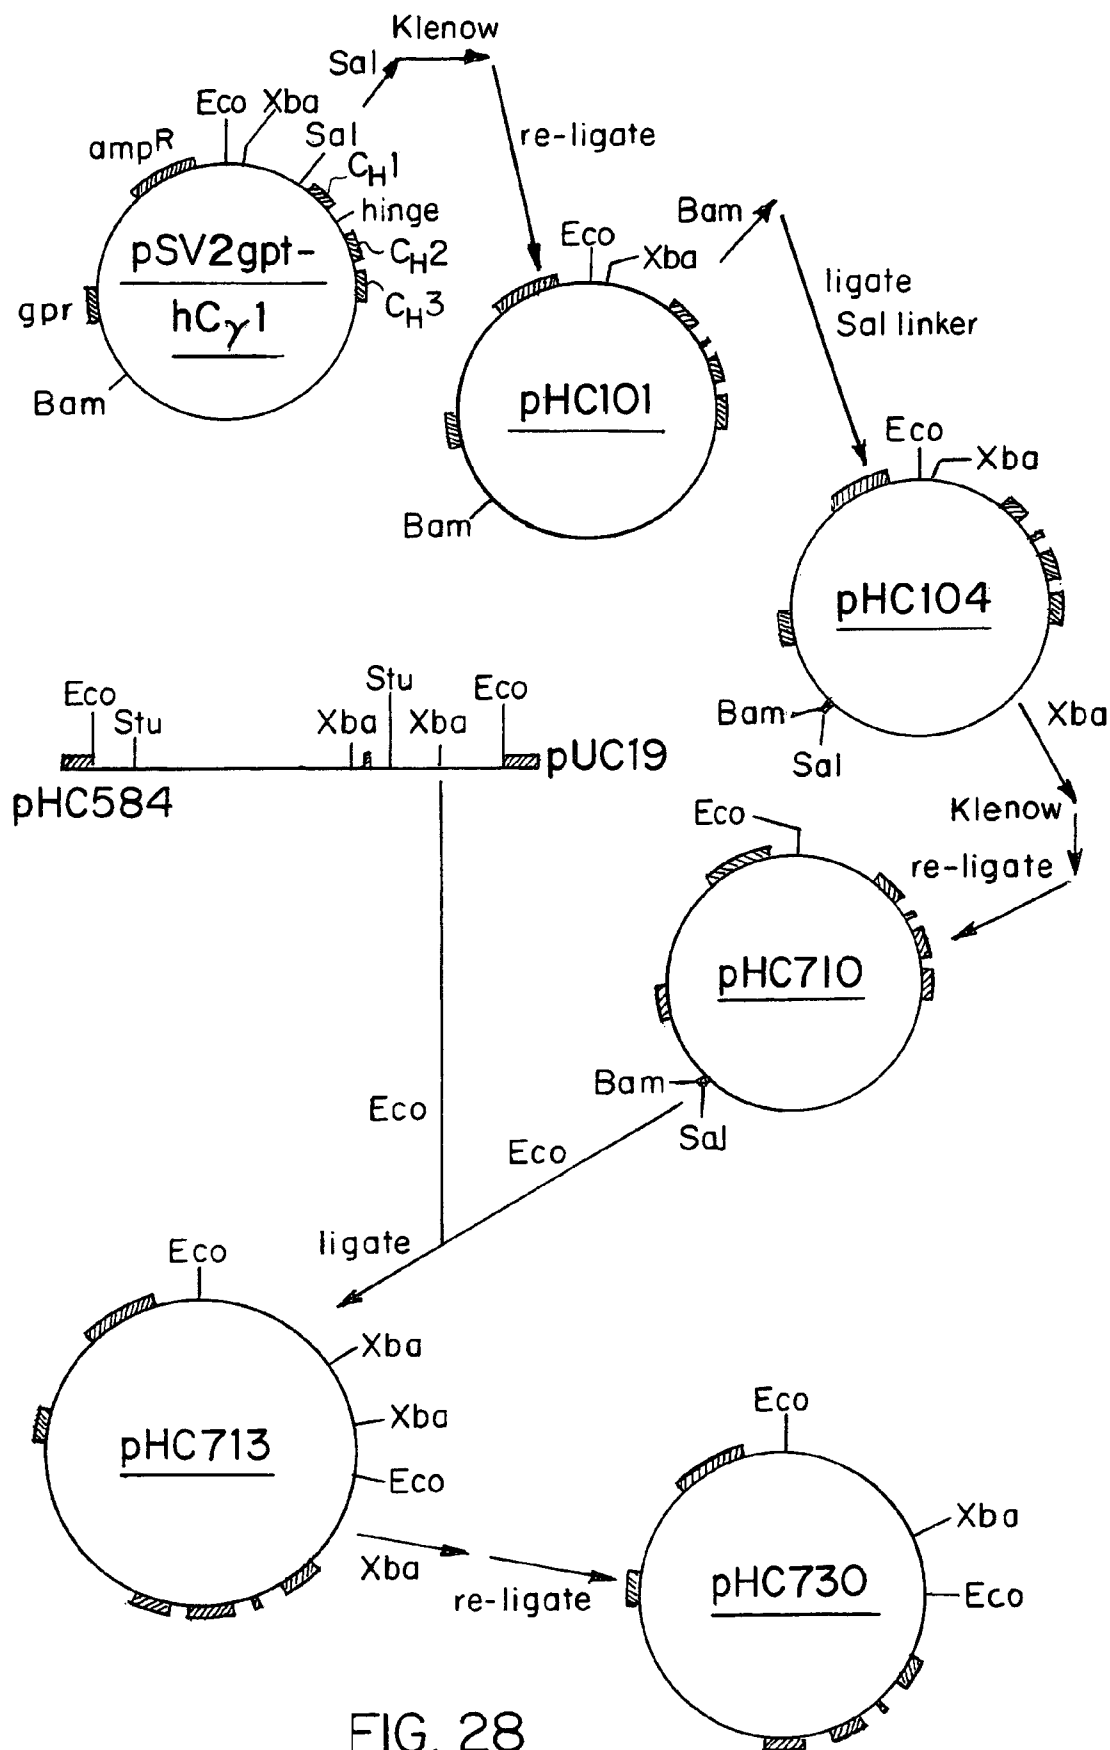 Klenow
Sal
Eco Xba
ampR
Sal
CH1
re-ligate
hinge
Bam
pSV2gpt-
CH2
Eco
Xba
ligate
gpr
hCγ1
CH3
Sal linker
Bam
pHC101
Eco
Xba
Bam
pHC104
Stu
Eco
Eco
Stu
Xba
Xba
Bam
Xba
pUC19
Sal
pHC584
Klenow
Eco
re-ligate
pHC710
Bam
Eco
Sal
Eco
ligate
Eco
Xba
Eco
Xba
pHC713
Eco
Xba
Xba
pHC730
re-ligate
Eco
FIG. 28